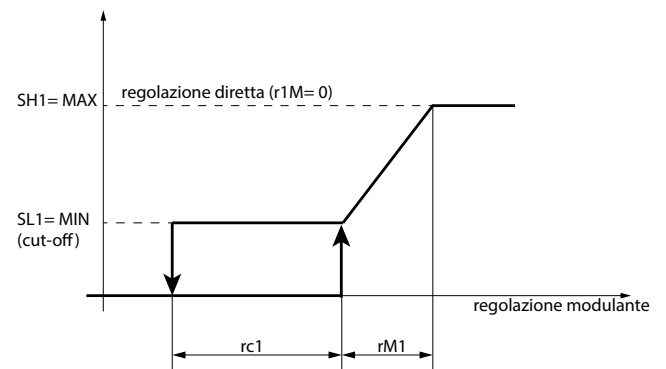 SH1= MAX
regolazione diretta (r1M= 0)
SL1= MIN
(cut-off)
regolazione modulante
rc1
rM1